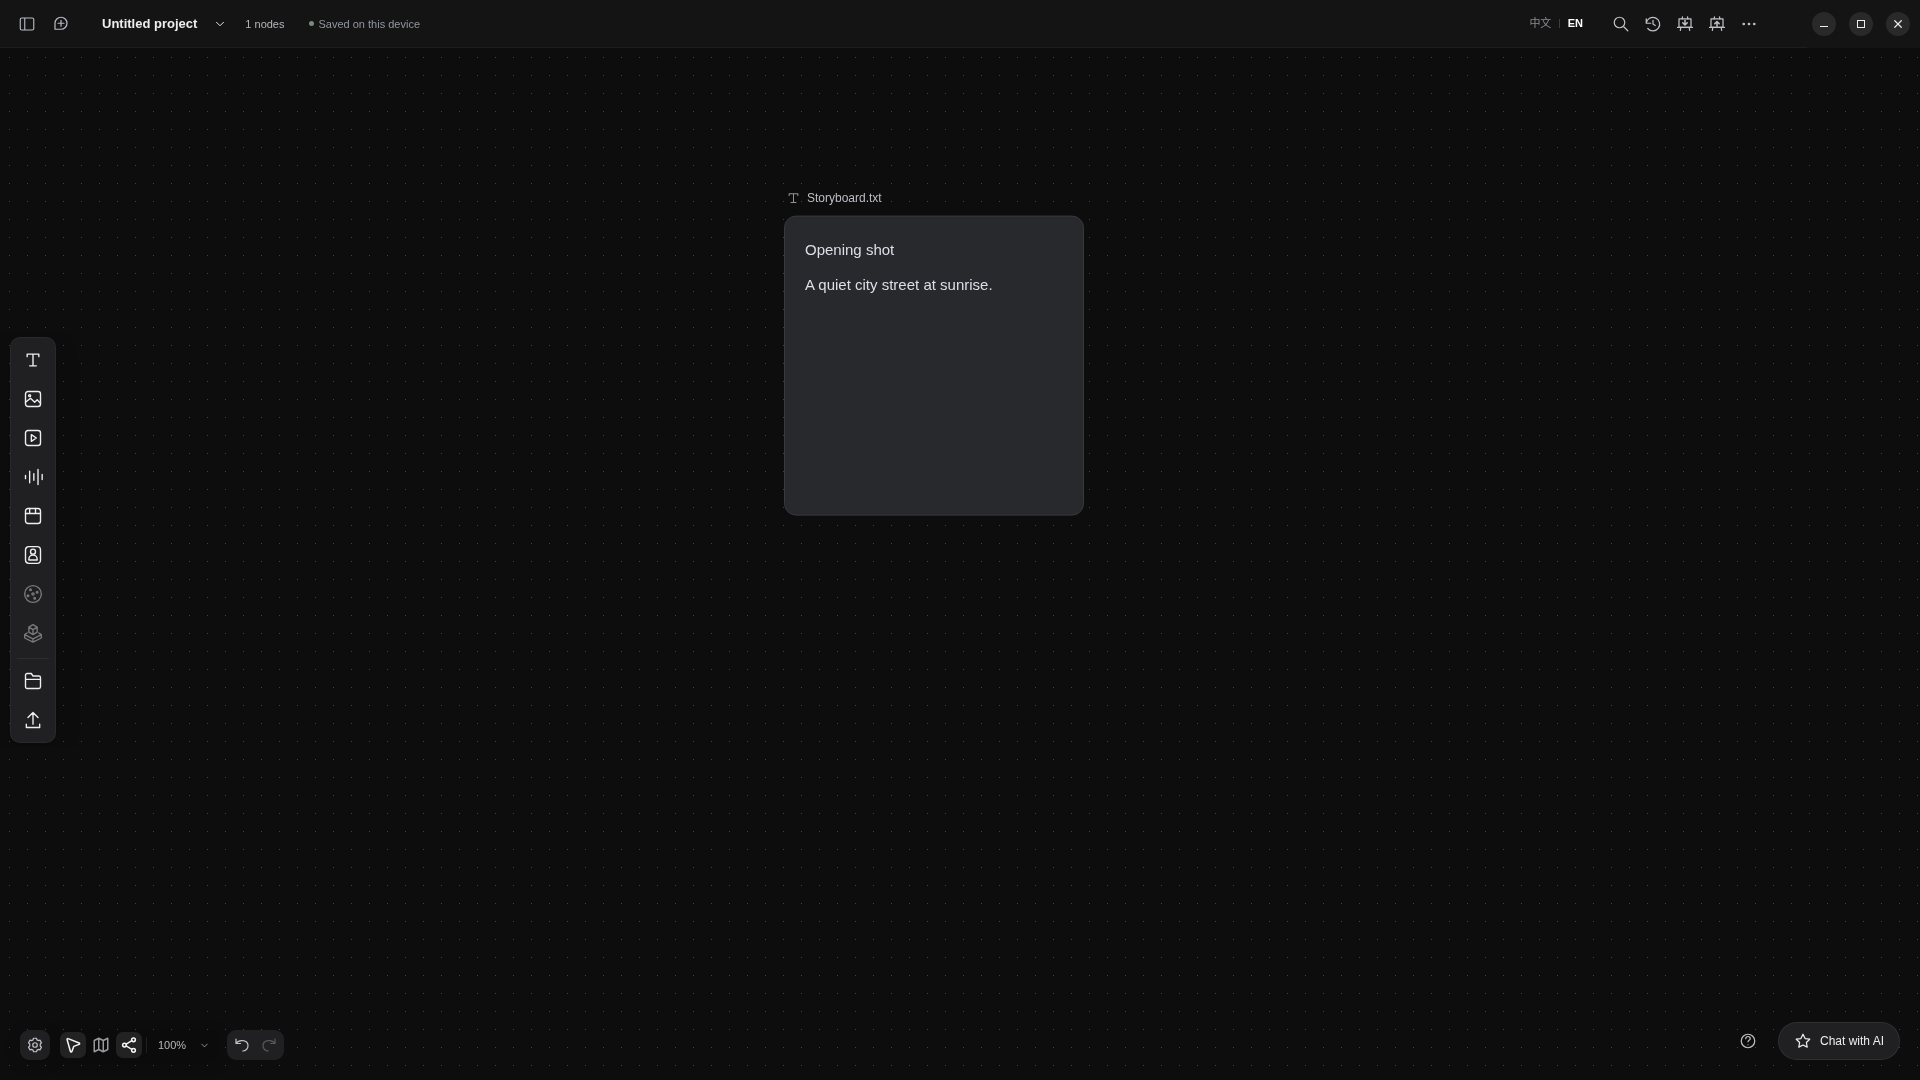 Untitled project
1 nodes
Saved on this device
中文 | EN
Storyboard.txt
Opening shot
A quiet city street at sunrise.
100%
Chat with AI